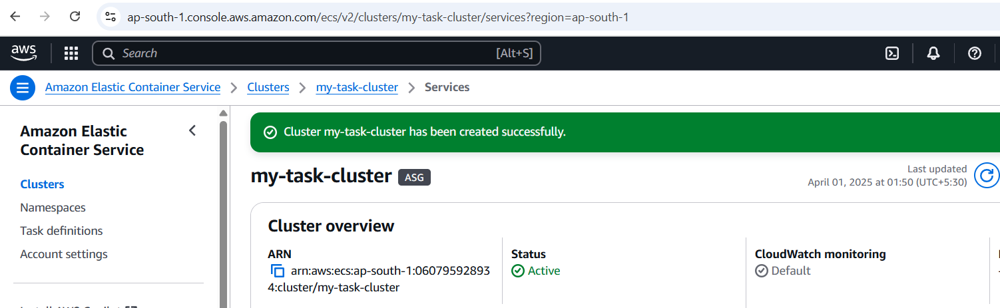 ap-south-1.console.aws.amazon.com/ecs/v2/clusters/my-task-cluster/services?region=ap-south-1
aws
Search
[Alt+S]
Amazon Elastic Container Service
Clusters
my-task-cluster
Services
Amazon Elastic
Container Service
Clusters
Namespaces
Task definitions
Account settings
Cluster my-task-cluster has been created successfully.
my-task-cluster
ASG
Last updated
April 01, 2025 at 01:50 (UTC+5:30)
Cluster overview
ARN
arn:aws:ecs:ap-south-1:06079592893
4:cluster/my-task-cluster
Status
Active
CloudWatch monitoring
Default